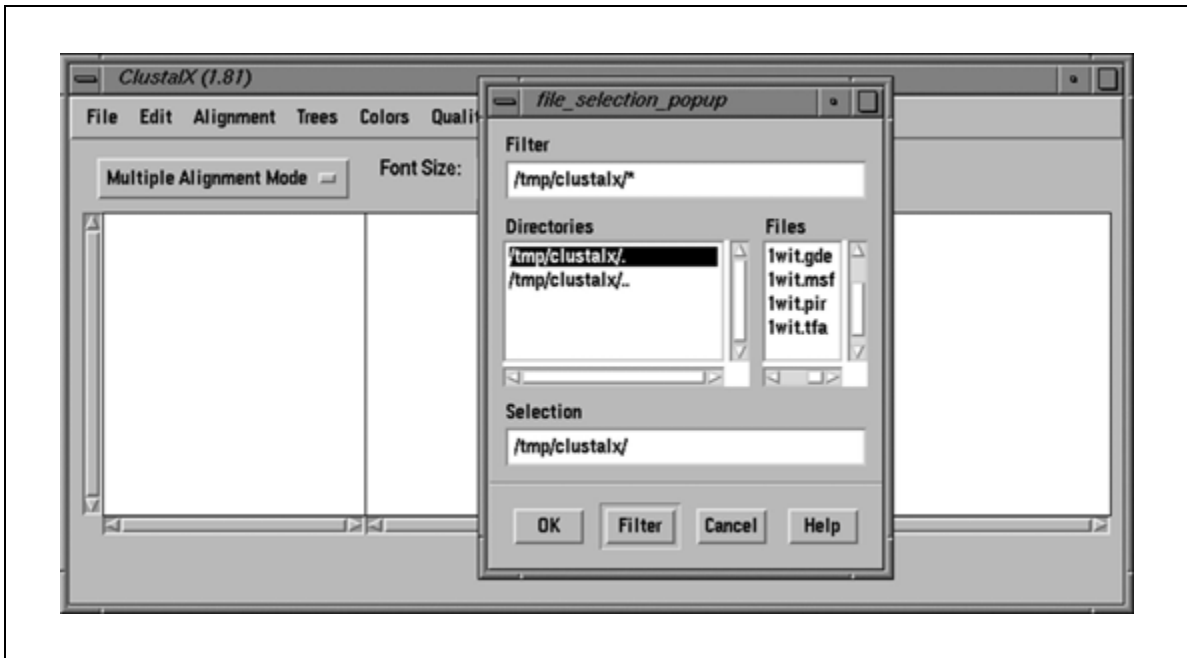 ClustalX (1.81)
File Edit Alignment Trees Colors
Multiple Alignment Mode
Font Size:
file_selection_popup
Filter
/tmp/clustalx/*
Directories
/tmp/clustalx/.
/tmp/clustalx/..
Files
1wit.gde
1wit.msf
1wit.pir
1wit.tfa
Selection
/tmp/clustalx/
OK Filter Cancel Help